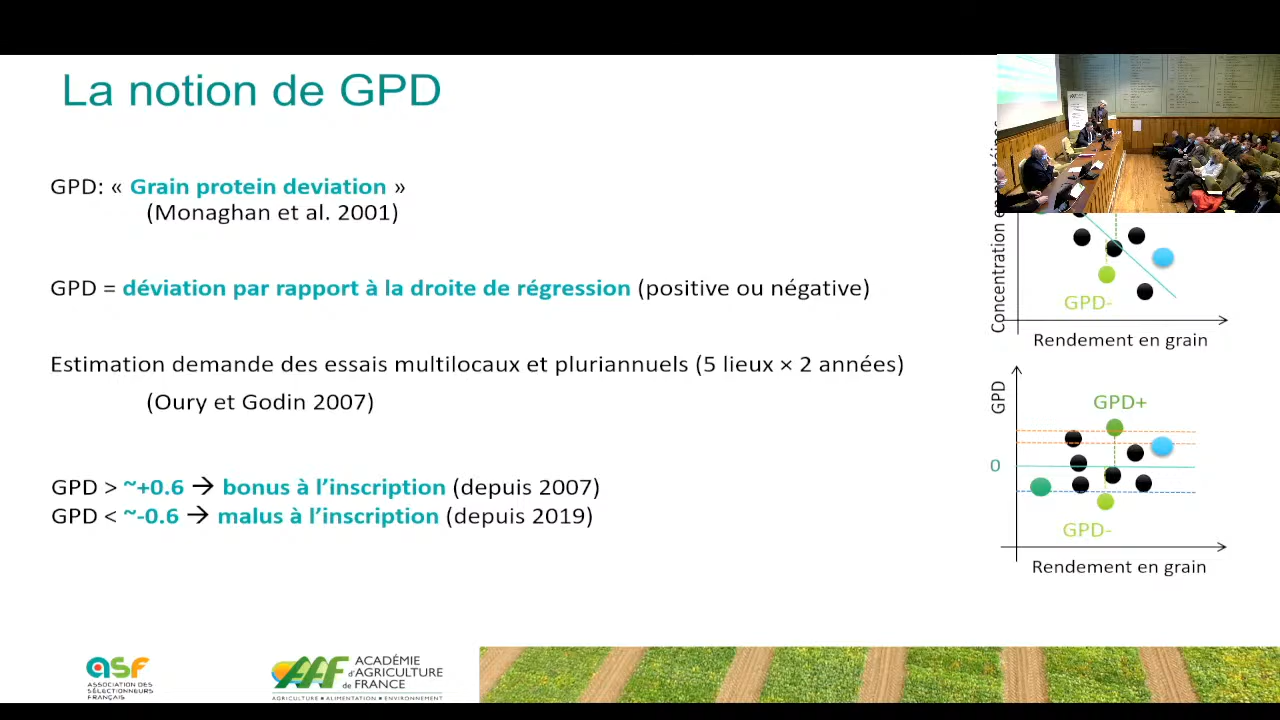 La notion de GPD
GPD: « Grain protein deviation »
(Monaghan et al. 2001)
GPD = déviation par rapport à la droite de régression (positive ou négative)
Estimation demande des essais multilocaux et pluriannuels (5 lieux × 2 années)
(Oury et Godin 2007)
GPD > ~+0.6 → bonus à l’inscription (depuis 2007)
GPD < ~-0.6 → malus à l’inscription (depuis 2019)
Concentration
GPD-
Rendement en grain
GPD
GPD+
0
GPD-
Rendement en grain
asf
ASSOCIATION DES
SÉLECTIONNEURS
FRANÇAIS
AAF
ACADÉMIE
d'AGRICULTURE
de FRANCE
AGRICULTURE ■ ALIMENTATION ■ ENVIRONNEMENT